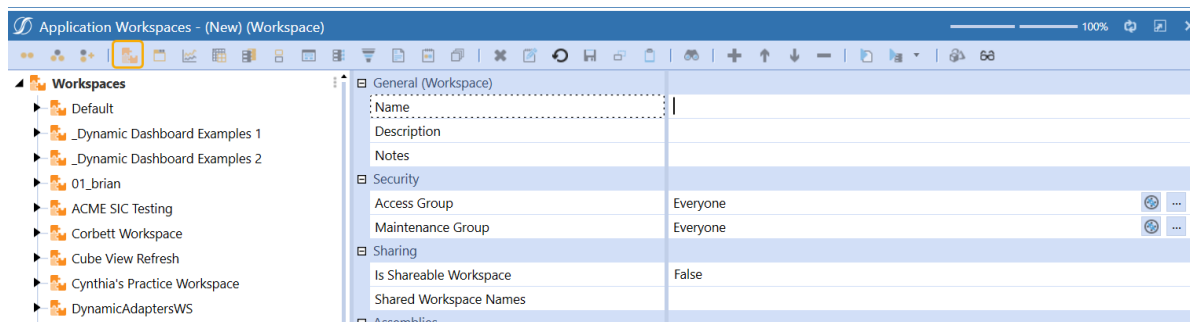 Application Workspaces - (New) (Workspace)
100%
Workspaces
Default
_Dynamic Dashboard Examples 1
_Dynamic Dashboard Examples 2
01_brian
ACME SIC Testing
Corbett Workspace
Cube View Refresh
Cynthia's Practice Workspace
DynamicAdaptersWS
General (Workspace)
Name
Description
Notes
Security
Access Group Everyone
Maintenance Group Everyone
Sharing
Is Shareable Workspace False
Shared Workspace Names
Assemblies